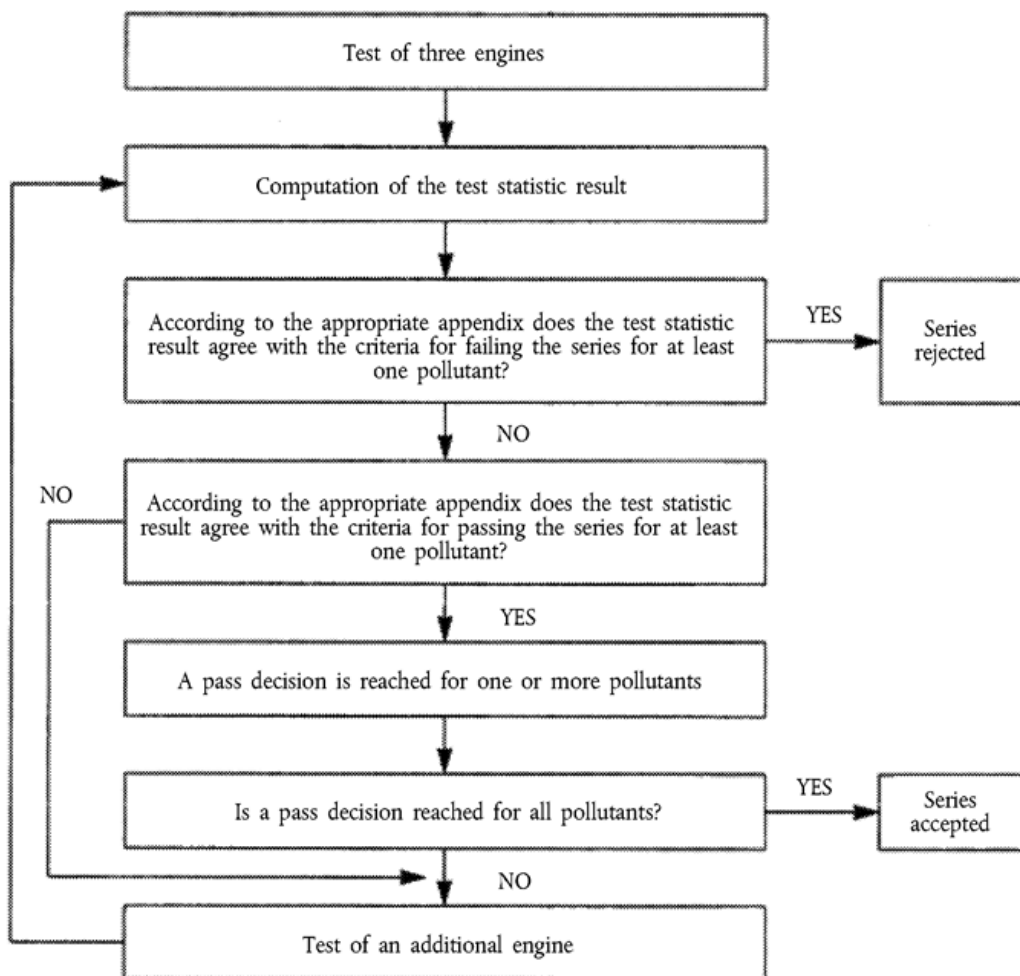 Test of three engines
Computation of the test statistic result
According to the appropriate appendix does the test statistic
result agree with the criteria for failing the series for at least
one pollutant?
YES
Series
rejected
NO
NO
According to the appropriate appendix does the test statistic
result agree with the criteria for passing the series for at least
one pollutant?
YES
A pass decision is reached for one or more pollutants
Is a pass decision reached for all pollutants?
YES
Series
accepted
NO
Test of an additional engine